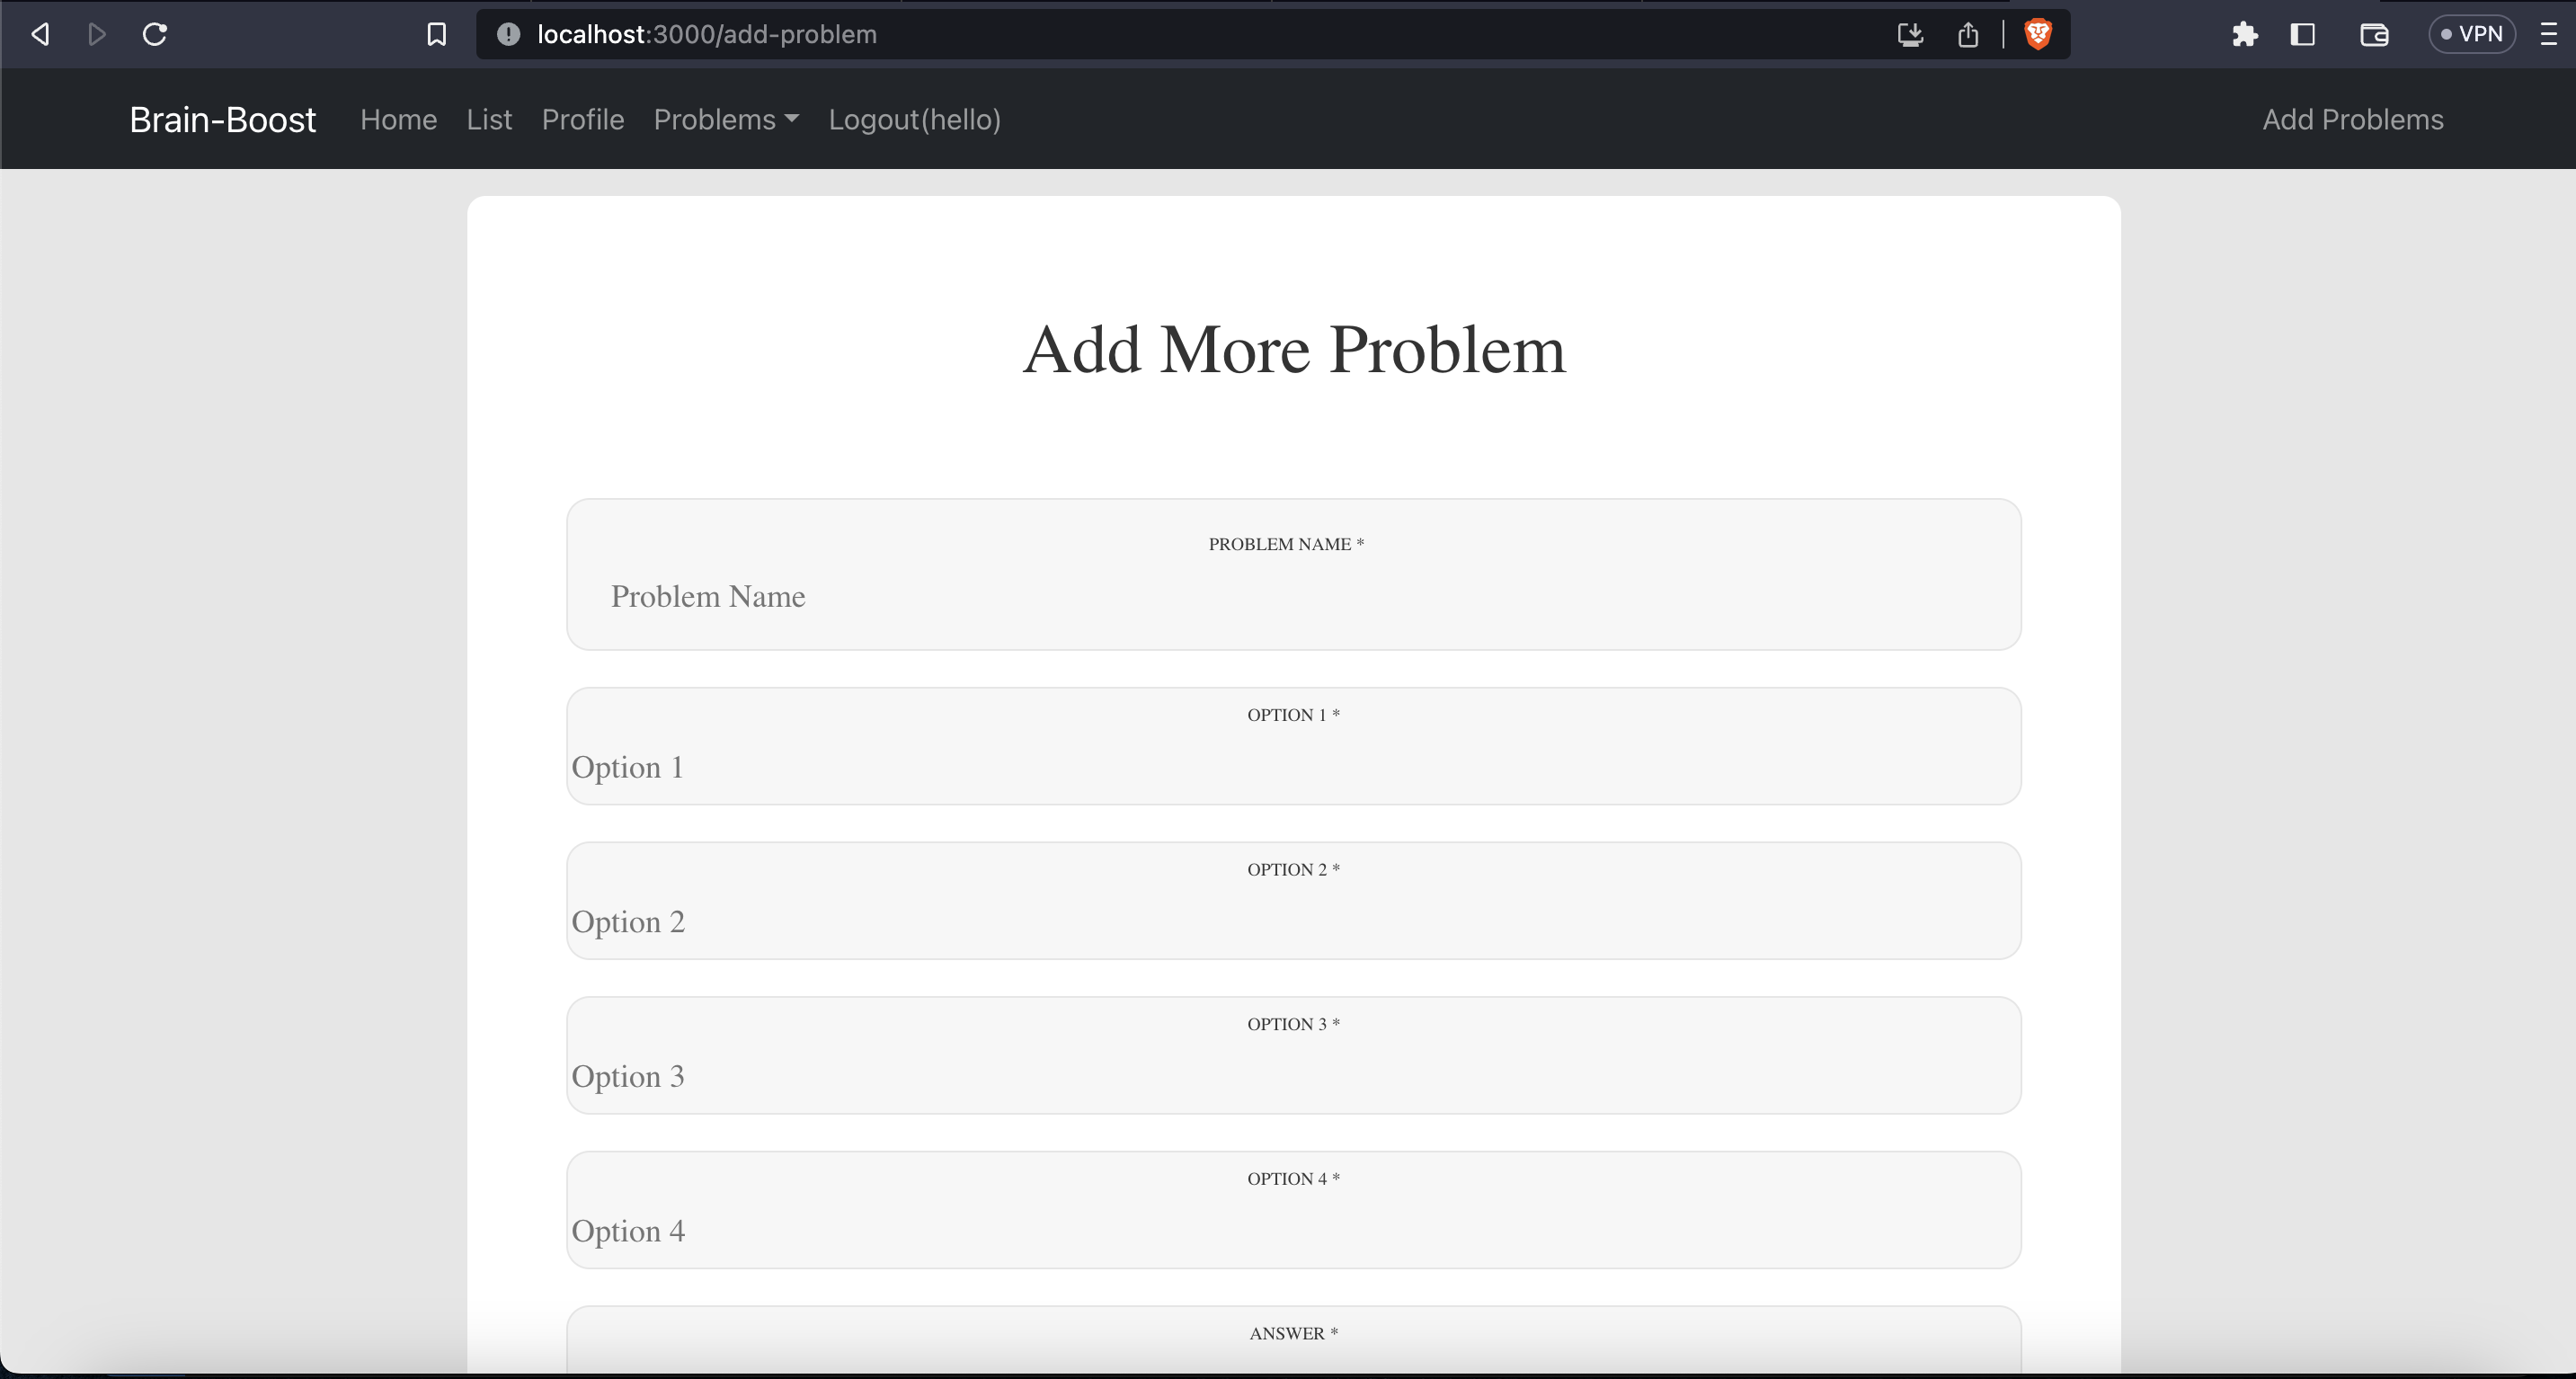 localhost:3000/add-problem
VPN
Brain-Boost Home List Profile Problems Logout(hello) Add Problems
Add More Problem
PROBLEM NAME *
Problem Name
OPTION 1 *
Option 1
OPTION 2 *
Option 2
OPTION 3 *
Option 3
OPTION 4 *
Option 4
ANSWER *